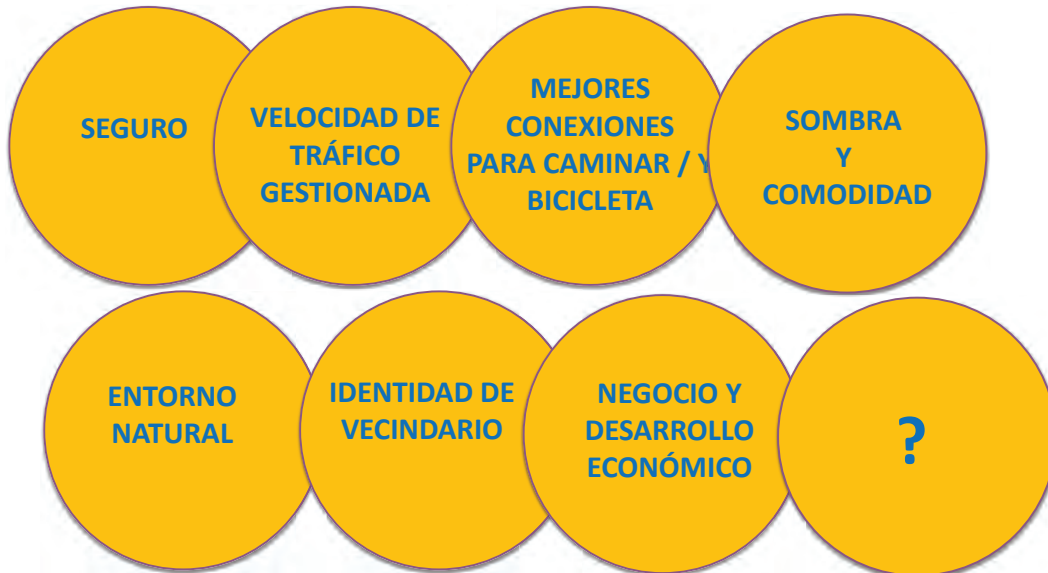 SEGURO
VELOCIDAD DE
TRÁFICO
GESTIONADA
MEJORES
CONEXIONES
PARA CAMINAR / Y
BICICLETA
SOMBRA
Y
COMODIDAD
ENTORNO
NATURAL
IDENTIDAD DE
VECINDARIO
NEGOCIO Y
DESARROLLO
ECONÓMICO
?